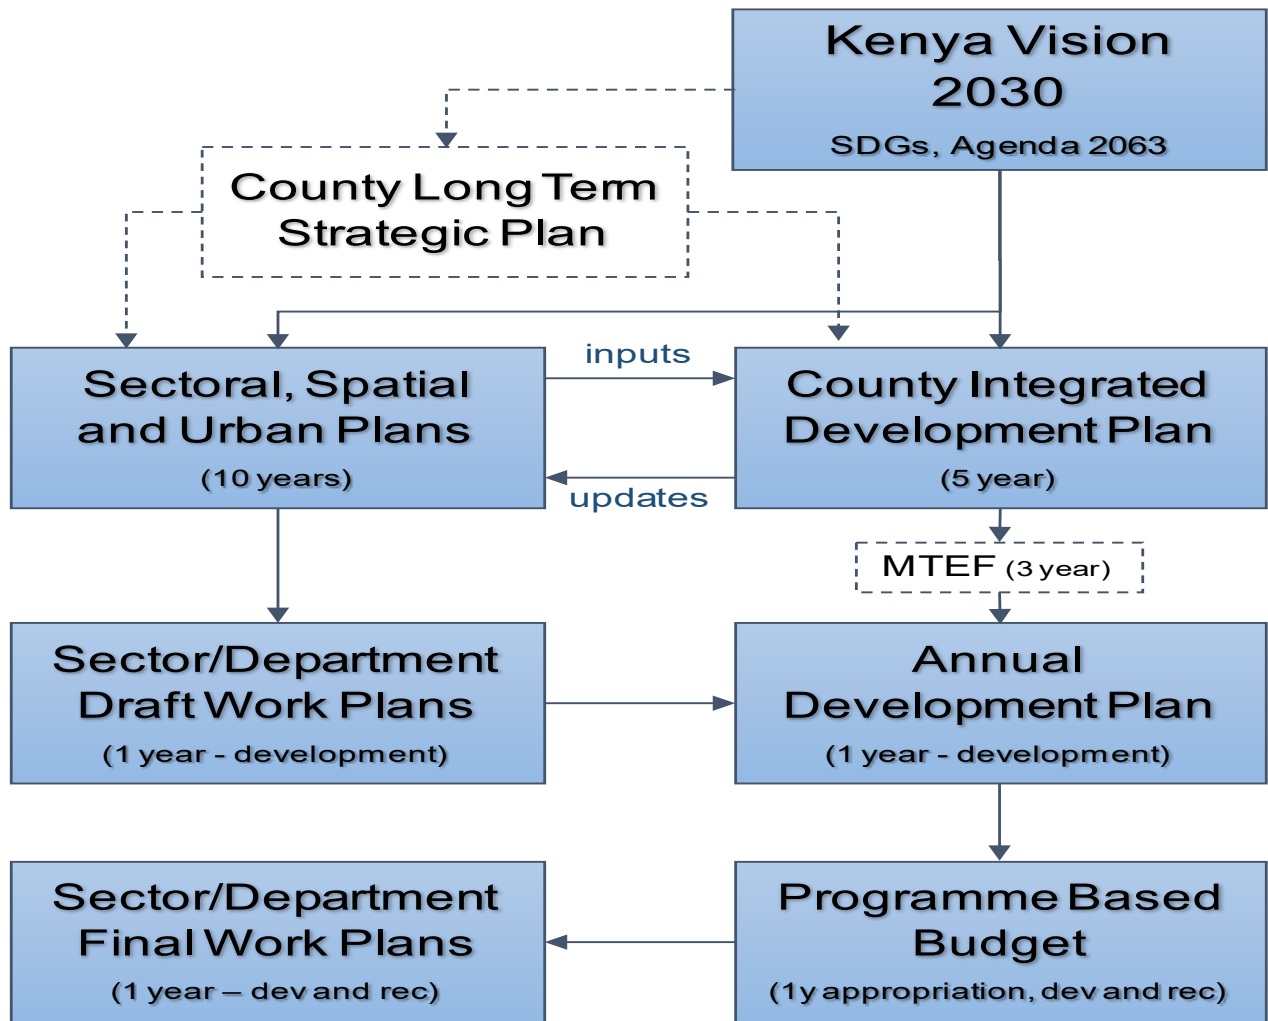 Kenya Vision
2030
SDGs, Agenda 2063
County Long Term
Strategic Plan
Sectoral, Spatial
and Urban Plans
(10 years)
inputs
updates
County Integrated
Development Plan
(5 year)
MTEF (3 year)
Sector/Department
Draft Work Plans
(1 year - development)
Annual
Development Plan
(1 year - development)
Sector/Department
Final Work Plans
(1 year – dev and rec)
Programme Based
Budget
(1y appropriation, dev and rec)